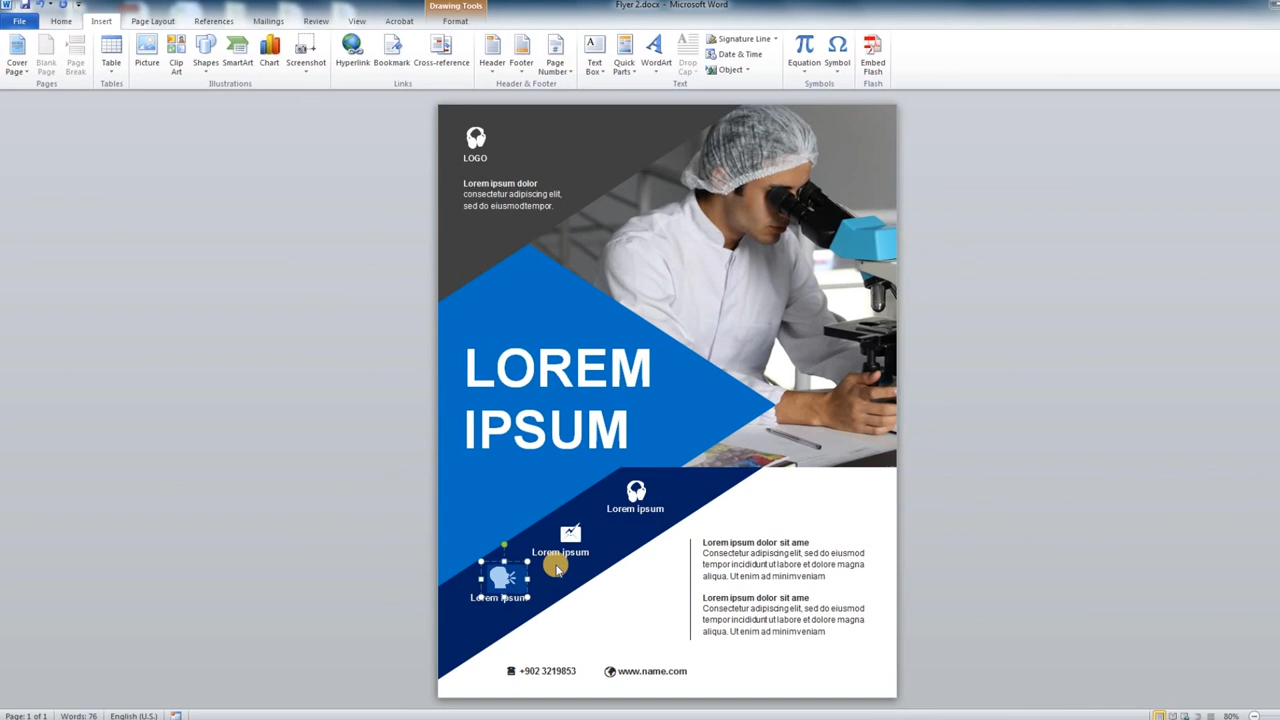 Drawing Tools
Flyer 2.docx - Microsoft Word
File Home Insert Page Layout References Mailings Review View Acrobat Format
Cover Page
Blank Page
Page Break
Table
Picture
Clip Art
Shapes
SmartArt
Chart
Screenshot
Hyperlink
Bookmark
Cross-reference
Header
Footer
Page Number
Text Box
Quick Parts
WordArt
Drop Cap
Signature Line
Date & Time
Object
Equation
Symbol
Embed Flash
Pages Tables Illustrations Links Header & Footer Text Symbols Flash
LOGO
Lorem ipsum dolor
consectetur adipiscing elit,
sed do eiusmodtempor.
LOREM
IPSUM
Lorem ipsum
Lorem ipsum
Lorem ipsum
Lorem ipsum dolor sit ame
Consectetur adipiscing elit, sed do eiusmod
tempor incididunt ut labore et dolore magna
aliqua. Ut enim ad minim veniam
Lorem ipsum dolor sit ame
Consectetur adipiscing elit, sed do eiusmod
tempor incididunt ut labore et dolore magna
aliqua. Ut enim ad minim veniam
+902 3219853
www.name.com
Page: 1 of 1 Words: 76 English (U.S.) 80%